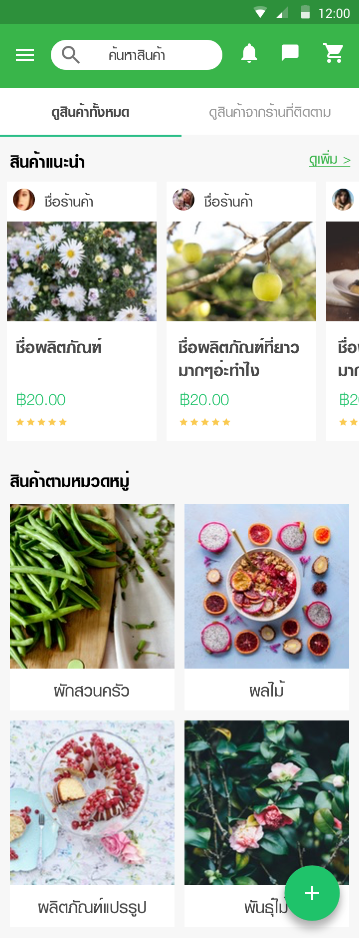 12:00
ค้นหาสินค้า
ดูสินค้าทั้งหมด
ดูสินค้าจากร้านที่ติดตาม
สินค้าแนะนำ
ดูเพิ่ม >
ชื่อร้านค้า
ชื่อร้านค้า
ชื่อผลิตภัณฑ์
฿20.00
ชื่อผลิตภัณฑ์ที่ยาว
มากๆอ่ะทำไง
฿20.00
ชื่อ
มาก
฿2
สินค้าตามหมวดหมู่
ผักสวนครัว
ผลไม้
ผลิตภัณฑ์แปรรูป
พันธุ์ไม้